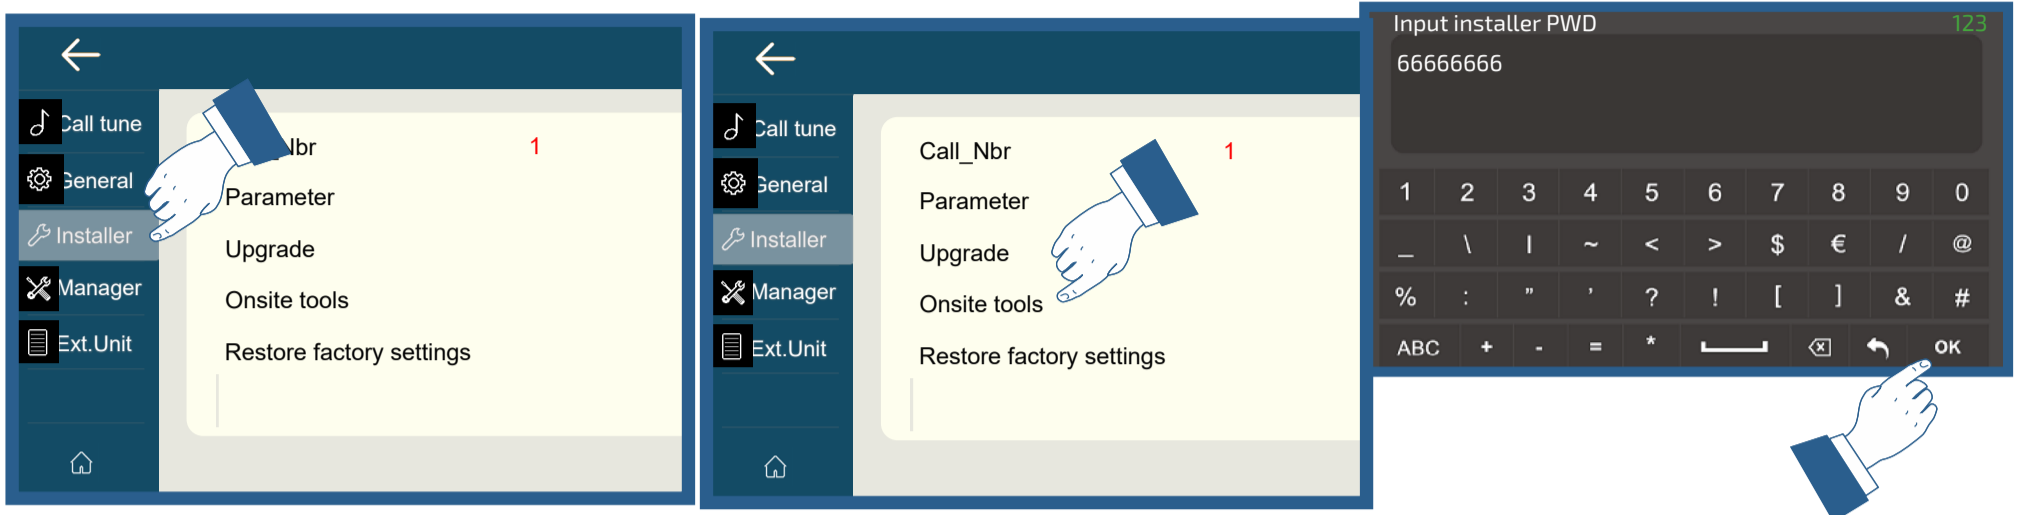 Call tune
General
Installer
Manager
Ext.Unit
Nbr 1
Parameter
Upgrade
Onsite tools
Restore factory settings
Call tune
General
Installer
Manager
Ext.Unit
Call_Nbr 1
Parameter
Upgrade
Onsite tools
Restore factory settings
Input installer PWD 123
66666666
1 2 3 4 5 6 7 8 9 0
_ \ | ~ < > $ € / @
% : " ' ? ! [ ] & #
ABC + - = * OK